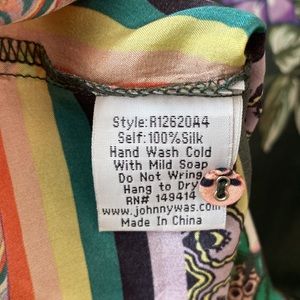 Style:R12620A4
Self:100%Silk
Hand Wash Cold
With Mild Soap
Do Not Wring
Hang to Dry
RN# 149414
www.johnnywas.com
Made In China